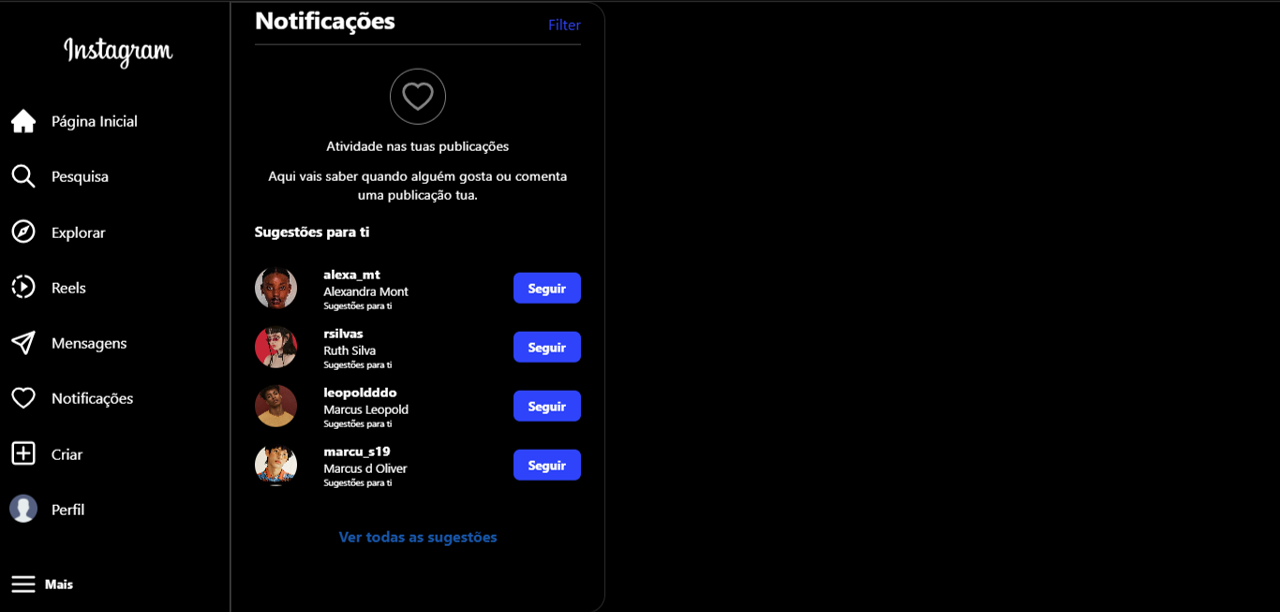 Instagram
Página Inicial
Pesquisa
Explorar
Reels
Mensagens
Notificações
Criar
Perfil
Mais
Notificações
Filter
Atividade nas tuas publicações
Aqui vais saber quando alguém gosta ou comenta
uma publicação tua.
Sugestões para ti
alexa_mt
Alexandra Mont
Sugestões para ti
Seguir
rsilvas
Ruth Silva
Sugestões para ti
Seguir
leopoldddo
Marcus Leopold
Sugestões para ti
Seguir
marcu_s19
Marcus d Oliver
Sugestões para ti
Seguir
Ver todas as sugestões